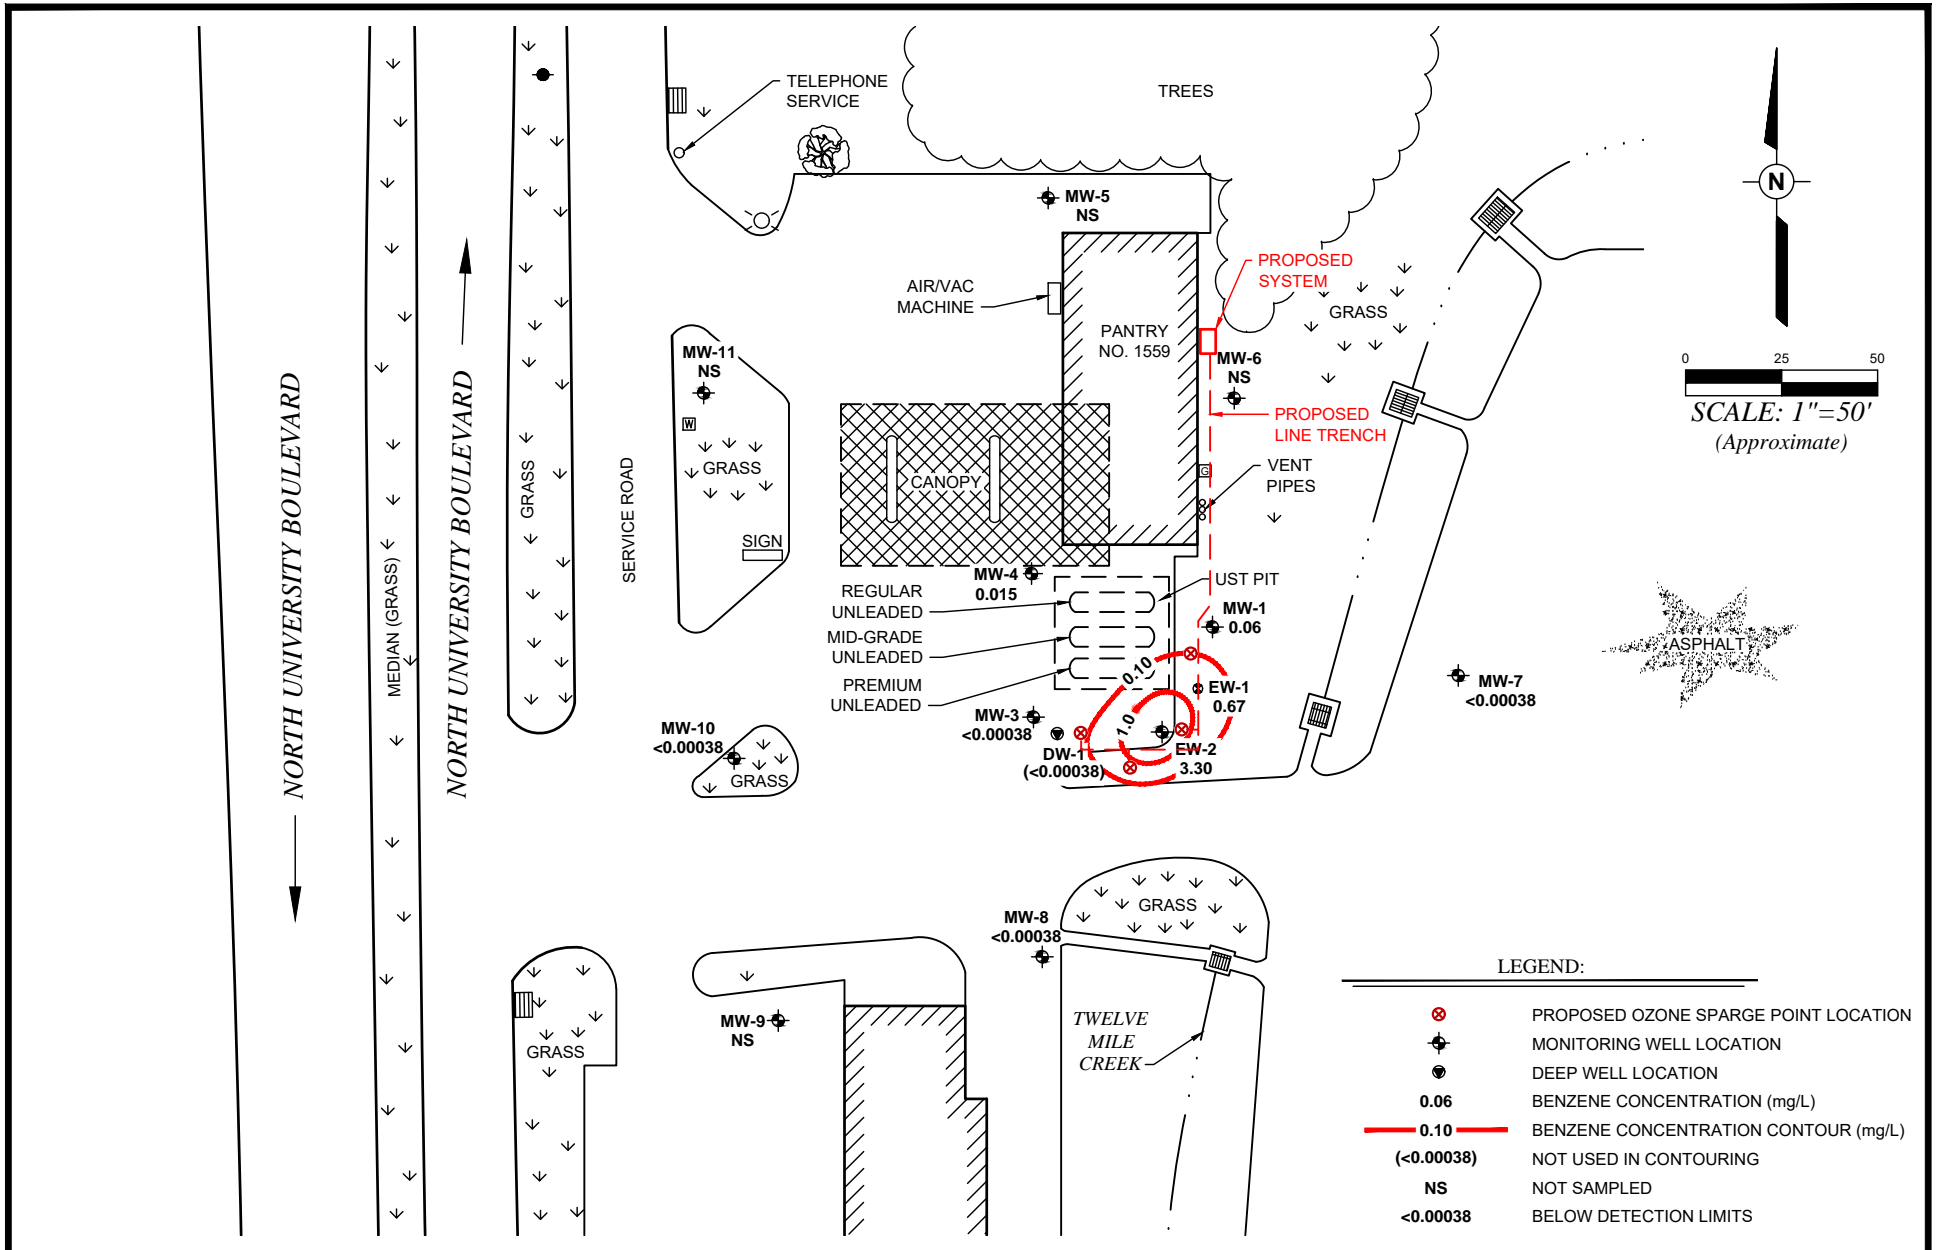 TELEPHONE
SERVICE
TREES
MW-5
NS
N
AIR/VAC
MACHINE
PROPOSED
SYSTEM
GRASS
PANTRY
NO. 1559
MW-6
NS
0 25 50
SCALE: 1"=50'
(Approximate)
MW-11
NS
W
GRASS
SIGN
CANOPY
PROPOSED
LINE TRENCH
G
VENT
PIPES
NORTH UNIVERSITY BOULEVARD
MEDIAN (GRASS)
NORTH UNIVERSITY BOULEVARD
GRASS
SERVICE ROAD
MW-4
0.015
REGULAR
UNLEADED
MID-GRADE
UNLEADED
PREMIUM
UNLEADED
UST PIT
MW-1
0.06
0.10
1.0
EW-1
0.67
MW-3
<0.00038
DW-1
(<0.00038)
EW-2
3.30
MW-7
<0.00038
ASPHALT
MW-10
<0.00038
GRASS
MW-8
<0.00038
GRASS
MW-9
NS
GRASS
TWELVE
MILE
CREEK
LEGEND:
PROPOSED OZONE SPARGE POINT LOCATION
MONITORING WELL LOCATION
DEEP WELL LOCATION
0.06 BENZENE CONCENTRATION (mg/L)
0.10 BENZENE CONCENTRATION CONTOUR (mg/L)
(<0.00038) NOT USED IN CONTOURING
NS NOT SAMPLED
<0.00038 BELOW DETECTION LIMITS